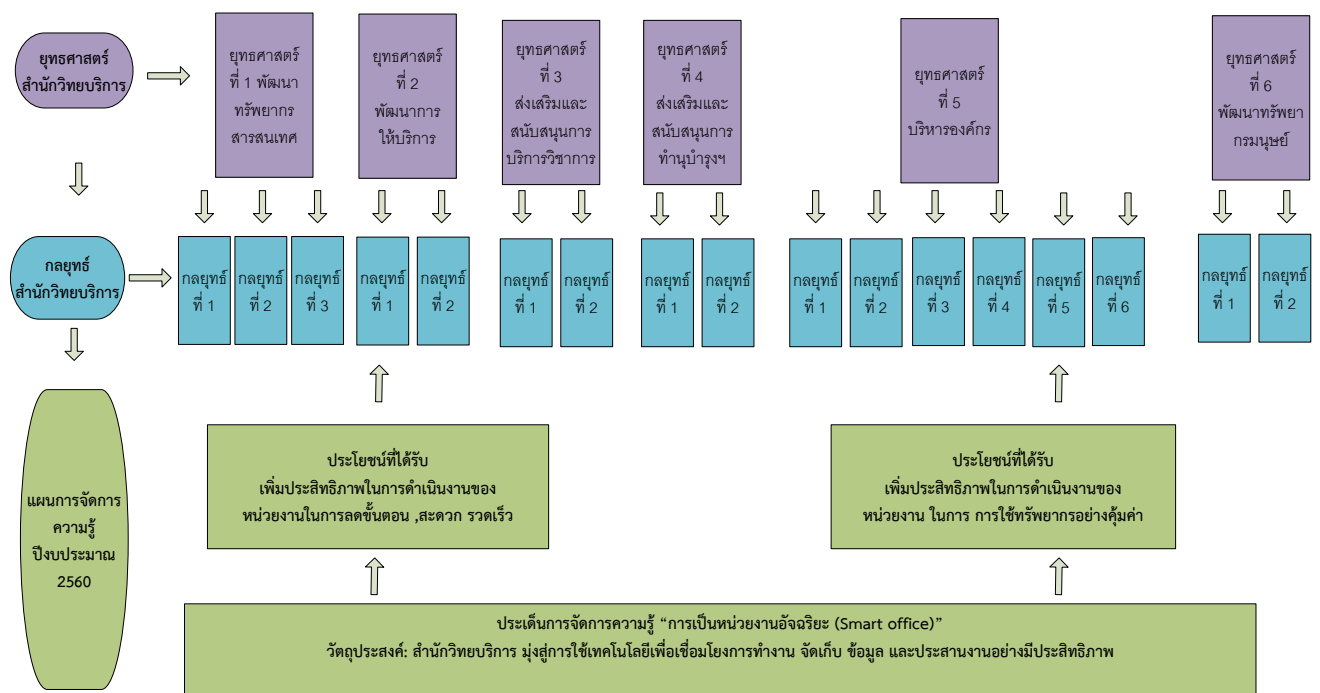 ยุทธศาสตร์
สำนักวิทยบริการ
ยุทธศาสตร์
ที่ 1 พัฒนา
ทรัพยากร
สารสนเทศ
ยุทธศาสตร์
ที่ 2
พัฒนาการ
ให้บริการ
ยุทธศาสตร์
ที่ 3
ส่งเสริมและ
สนับสนุนการ
บริการวิชาการ
ยุทธศาสตร์
ที่ 4
ส่งเสริมและ
สนับสนุนการ
ทำนุบำรุงฯ
ยุทธศาสตร์
ที่ 5
บริหารองค์กร
ยุทธศาสตร์
ที่ 6
พัฒนาทรัพยา
กรมนุษย์
กลยุทธ์
สำนักวิทยบริการ
กลยุทธ์
ที่ 1
กลยุทธ์
ที่ 2
กลยุทธ์
ที่ 3
กลยุทธ์
ที่ 1
กลยุทธ์
ที่ 2
กลยุทธ์
ที่ 1
กลยุทธ์
ที่ 2
กลยุทธ์
ที่ 1
กลยุทธ์
ที่ 2
กลยุทธ์
ที่ 1
กลยุทธ์
ที่ 2
กลยุทธ์
ที่ 3
กลยุทธ์
ที่ 4
กลยุทธ์
ที่ 5
กลยุทธ์
ที่ 6
กลยุทธ์
ที่ 1
กลยุทธ์
ที่ 2
แผนการจัดการ
ความรู้
ปีงบประมาณ
2560
ประโยชน์ที่ได้รับ
เพิ่มประสิทธิภาพในการดำเนินงานของ
หน่วยงานในการลดขั้นตอน ,สะดวก รวดเร็ว
ประโยชน์ที่ได้รับ
เพิ่มประสิทธิภาพในการดำเนินงานของ
หน่วยงาน ในการ การใช้ทรัพยากรอย่างคุ้มค่า
ประเด็นการจัดการความรู้ “การเป็นหน่วยงานอัจฉริยะ (Smart office)”
วัตถุประสงค์: สำนักวิทยบริการ มุ่งสู่การใช้เทคโนโลยีเพื่อเชื่อมโยงการทำงาน จัดเก็บ ข้อมูล และประสานงานอย่างมีประสิทธิภาพ